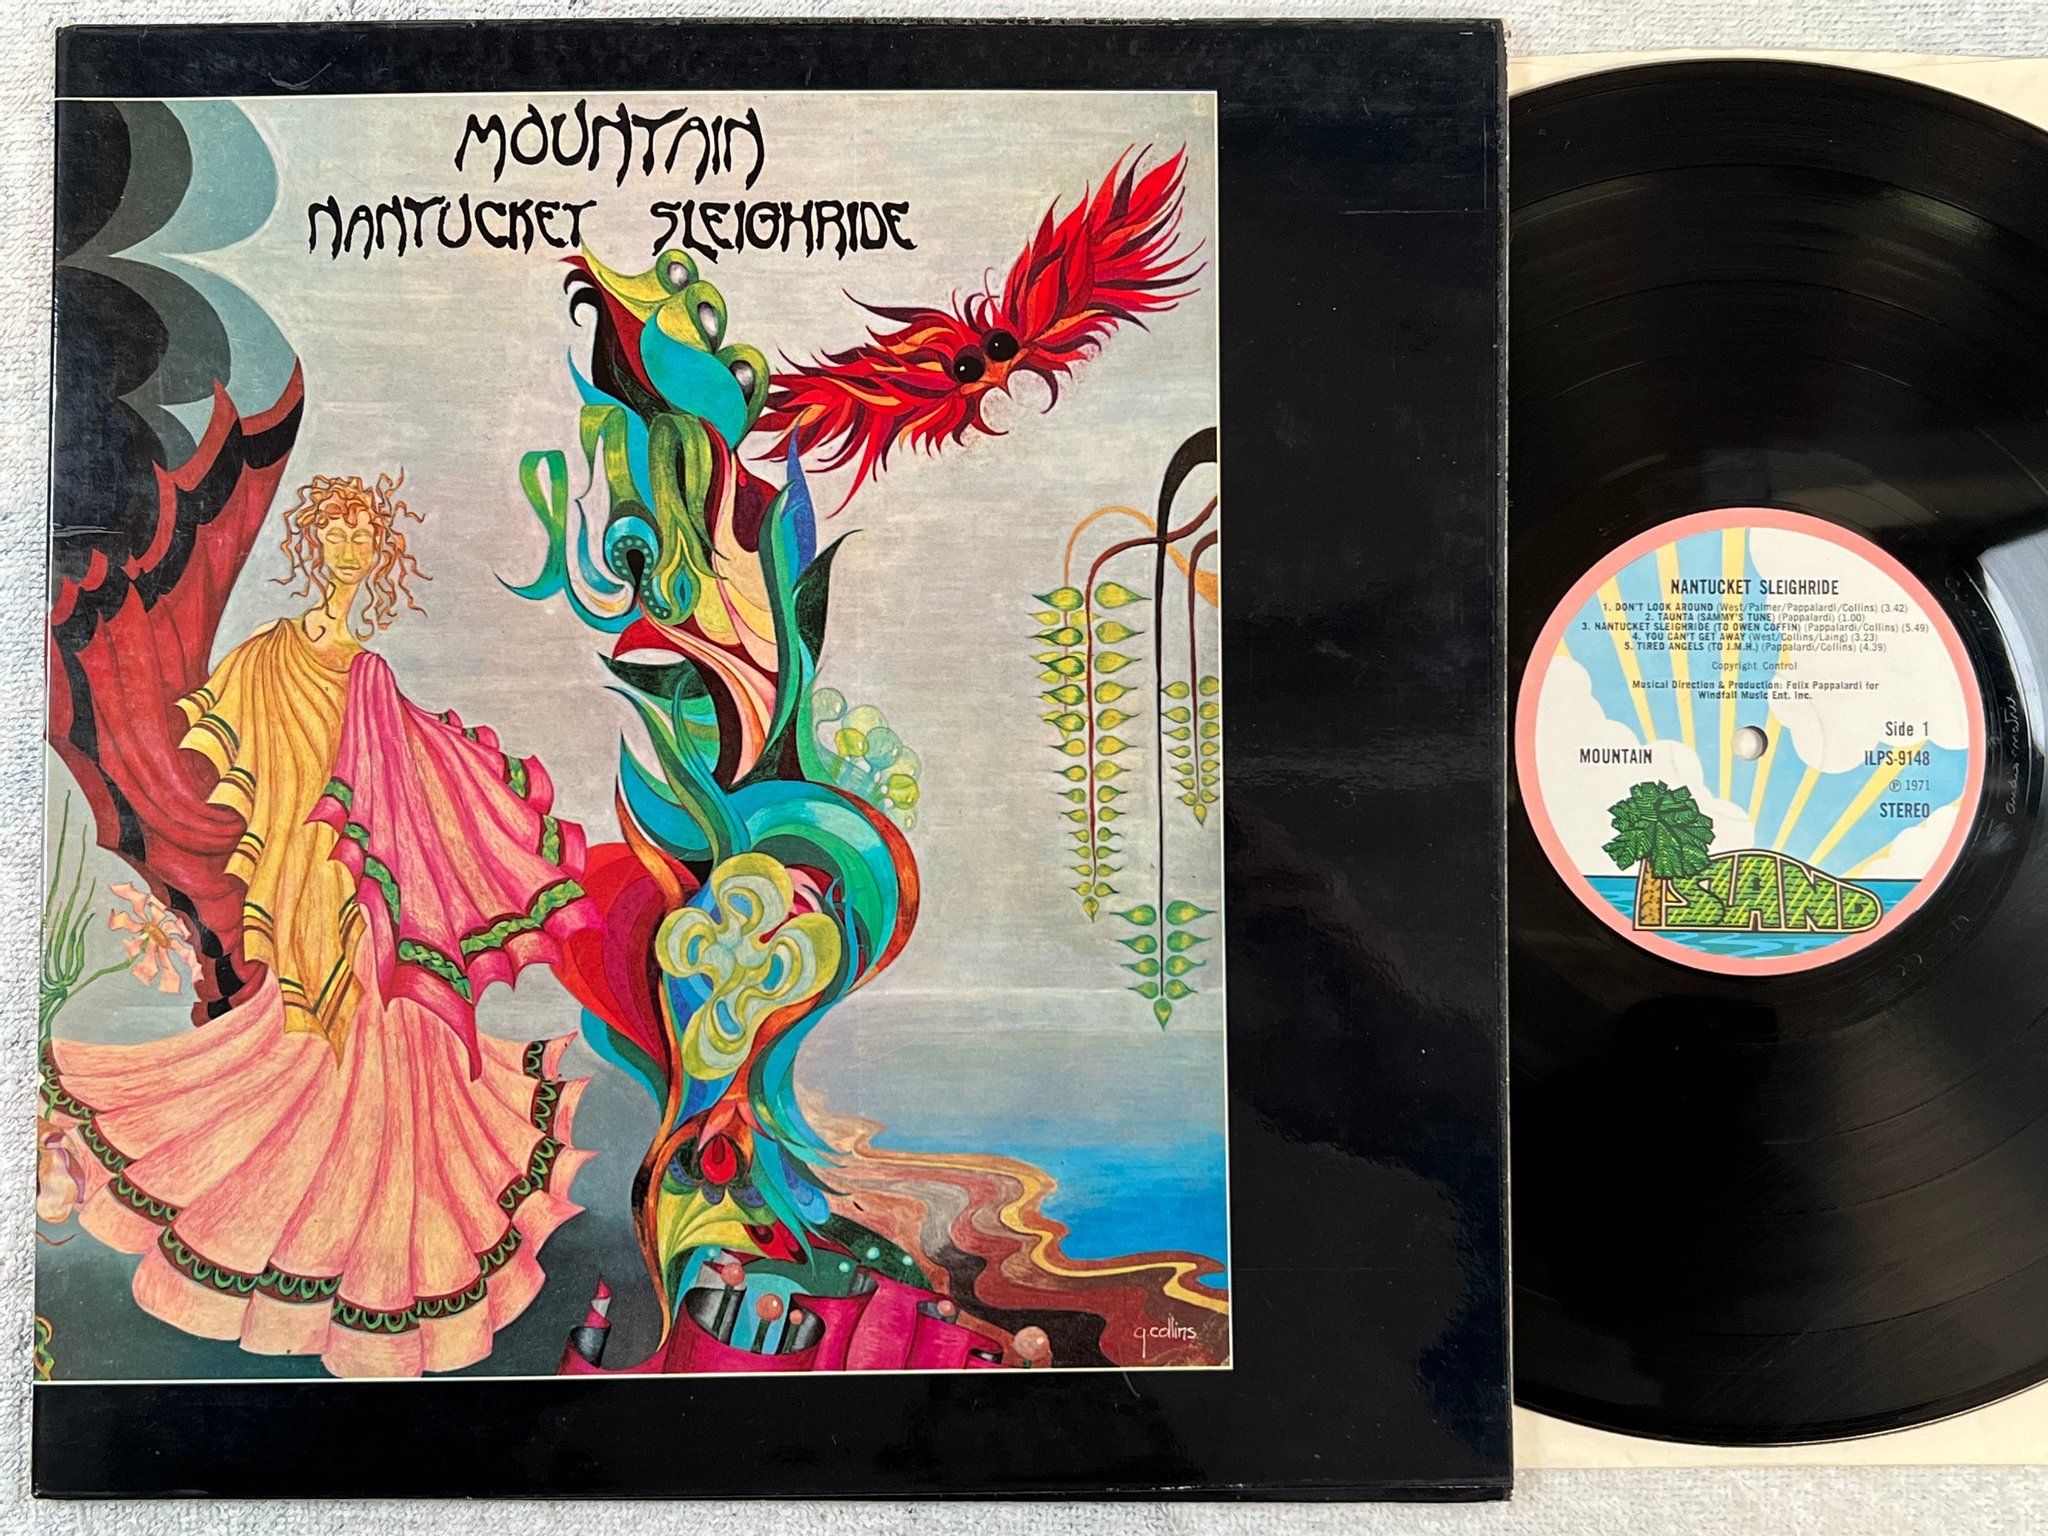 MOUNTAIN
NANTUCKET SLEIGHRIDE
g.collins
NANTUCKET SLEIGHRIDE
1. DON'T LOOK AROUND (West/Palmer/Pappalardi/Collins) (3.42)
2. TAUNTA (SAMMY'S TUNE) (Pappalardi) (1.00)
3. NANTUCKET SLEIGHRIDE (TO OWEN COFFIN) (Pappalardi/Collins) (5.49)
4. YOU CAN'T GET AWAY (West/Collins/Laing) (3.23)
5. TIRED ANGELS (TO J.M.H.) (Pappalardi/Collins) (4.39)
Copyright Control
Musical Direction & Production: Felix Pappalardi for
Windfall Music Ent. Inc.
Side 1
MOUNTAIN
ILPS-9148
℗ 1971
STEREO
ISLAND